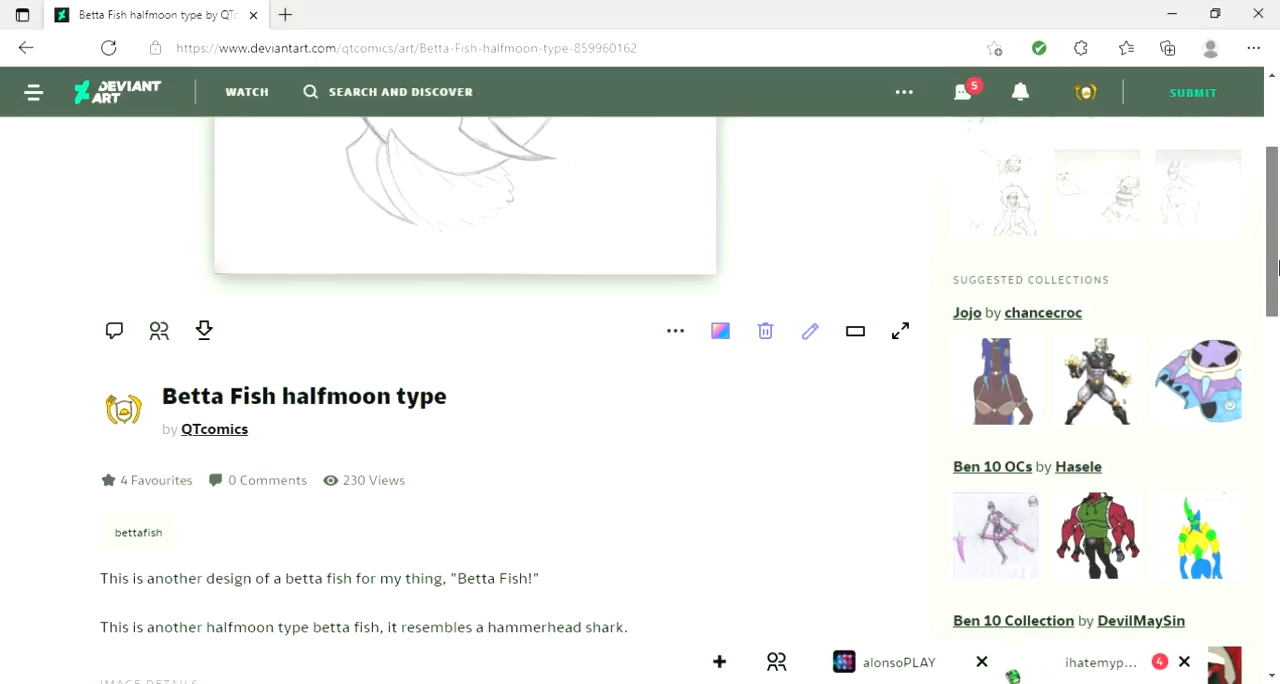 Betta Fish halfmoon type by QTc
https://www.deviantart.com/qtcomics/art/Betta-Fish-halfmoon-type-859960162
DEVIANT
ART
WATCH
SEARCH AND DISCOVER
5
SUBMIT
SUGGESTED COLLECTIONS
Jojo by chancecroc
Betta Fish halfmoon type
by QTcomics
Ben 10 OCs by Hasele
4 Favourites
0 Comments
230 Views
bettafish
This is another design of a betta fish for my thing, "Betta Fish!"
This is another halfmoon type betta fish, it resembles a hammerhead shark.
Ben 10 Collection by DevilMaySin
alonsoPLAY
ihatemyp...
4
IMAGE DETAILS